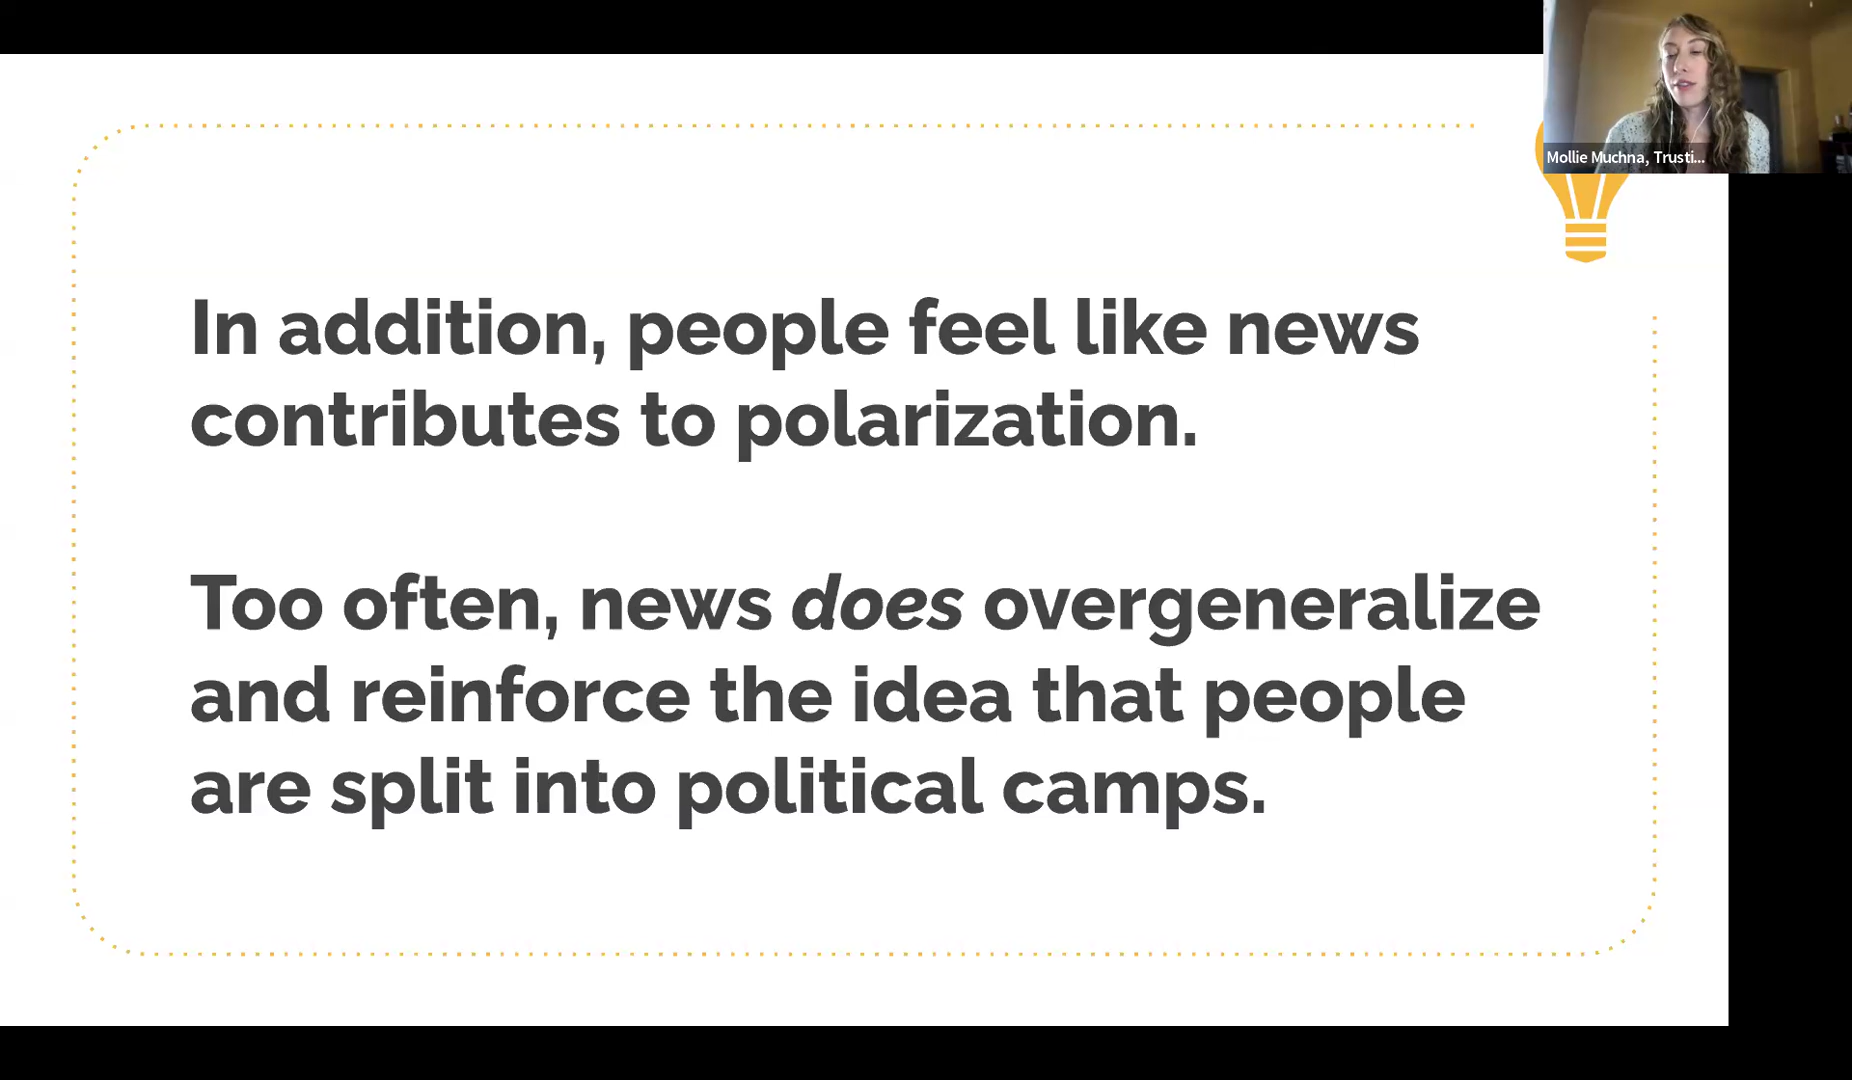 Mollie Muchna, Trusti...
In addition, people feel like news
contributes to polarization.
Too often, news does overgeneralize
and reinforce the idea that people
are split into political camps.